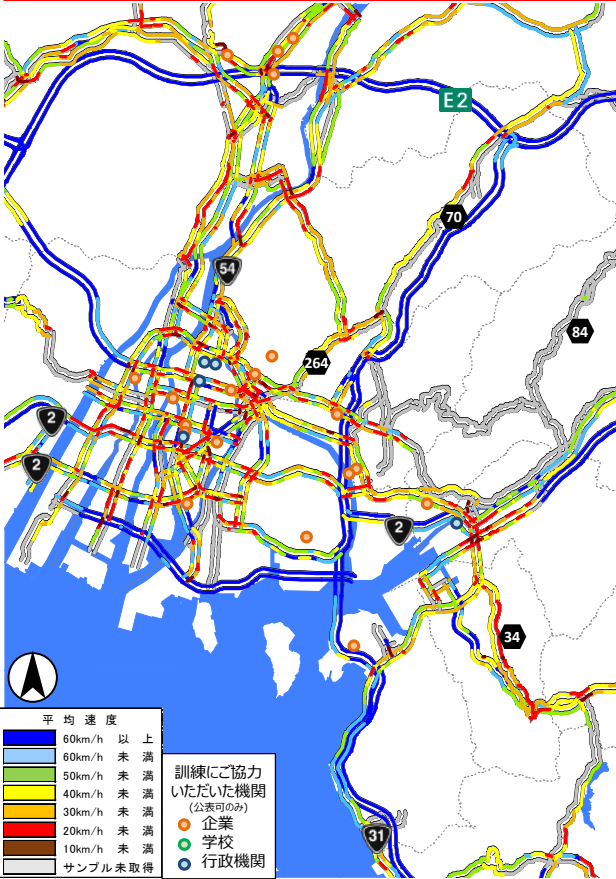 E2
70
54
84
264
2
2
2
34
31
平均速度
60km/h 以上
60km/h 未満
50km/h 未満
40km/h 未満
30km/h 未満
20km/h 未満
10km/h 未満
サンプル未取得
訓練にご協力
いただいた機関
(公表可のみ)
企業
学校
行政機関